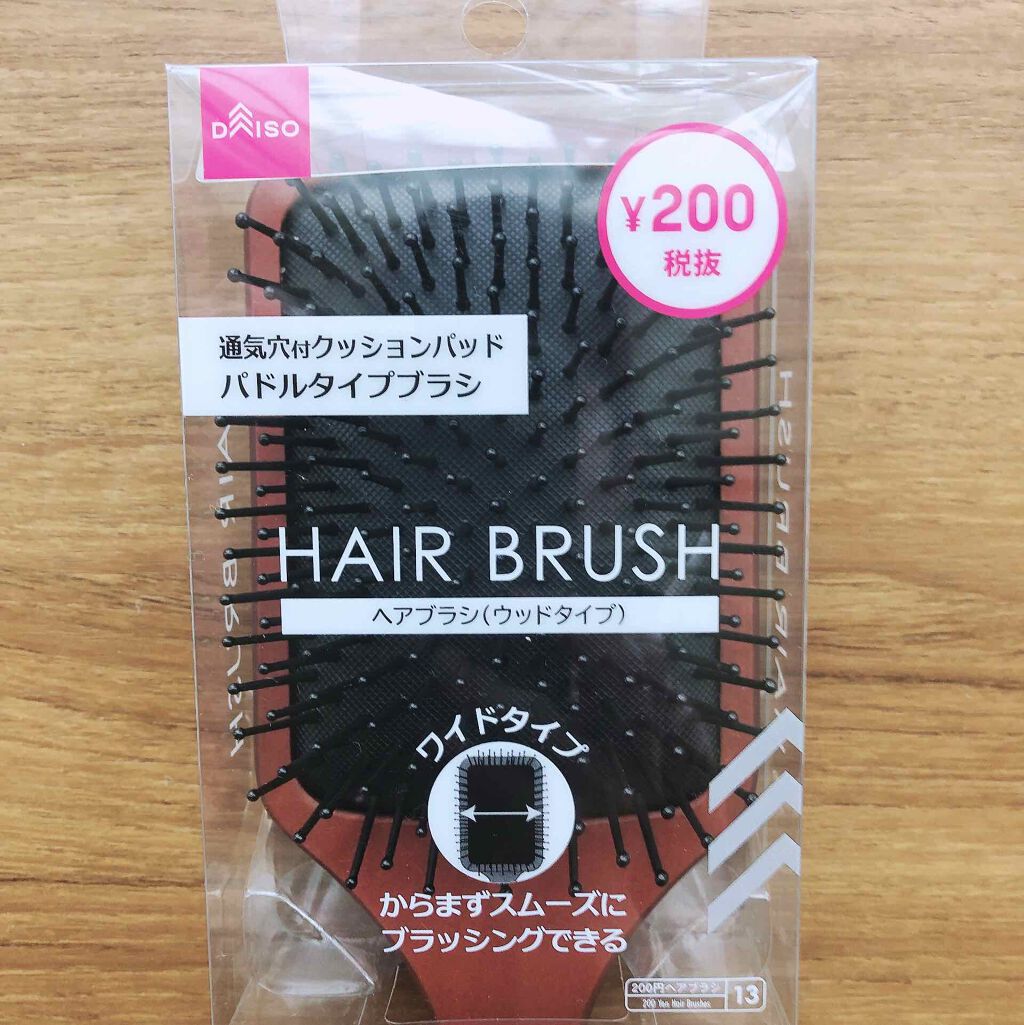 DAISO
¥200
税抜
通気穴付クッションパッド
パドルタイプブラシ
HAIR BRUSH
ヘアブラシ(ウッドタイプ)
ワイドタイプ
からまずスムーズに
ブラッシングできる
200円ヘアブラシ
200 Yen Hair Brushes
13
HAIR BRUSH
HAIR BRUSH